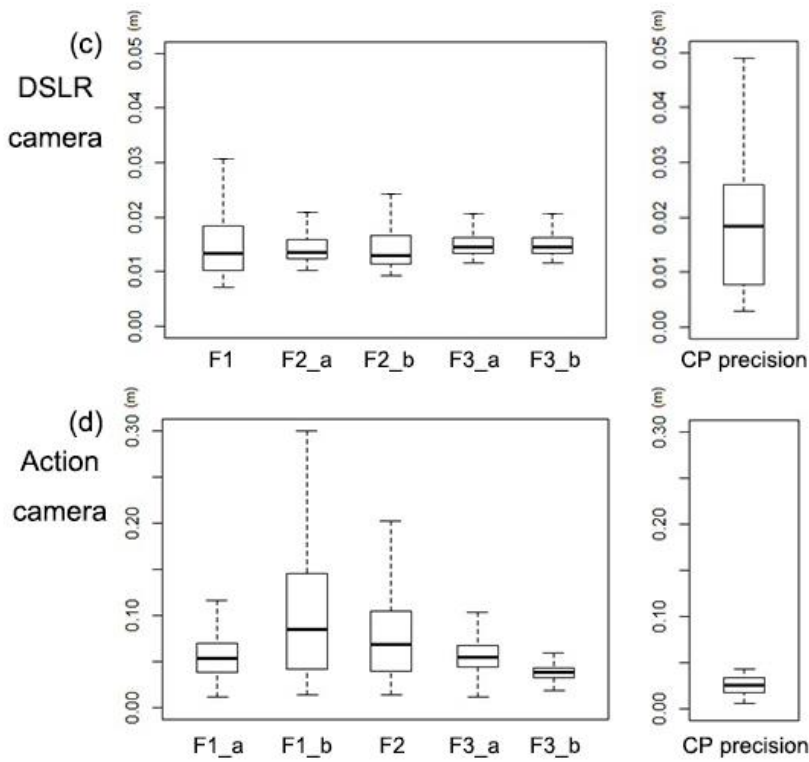 (c)
DSLR
camera
0.00 0.01 0.02 0.03 0.04 0.05 (m)
F1 F2_a F2_b F3_a F3_b
0.00 0.01 0.02 0.03 0.04 0.05 (m)
CP precision
(d)
Action
camera
0.00 0.10 0.20 0.30 (m)
F1_a F1_b F2 F3_a F3_b
0.00 0.10 0.20 0.30 (m)
CP precision